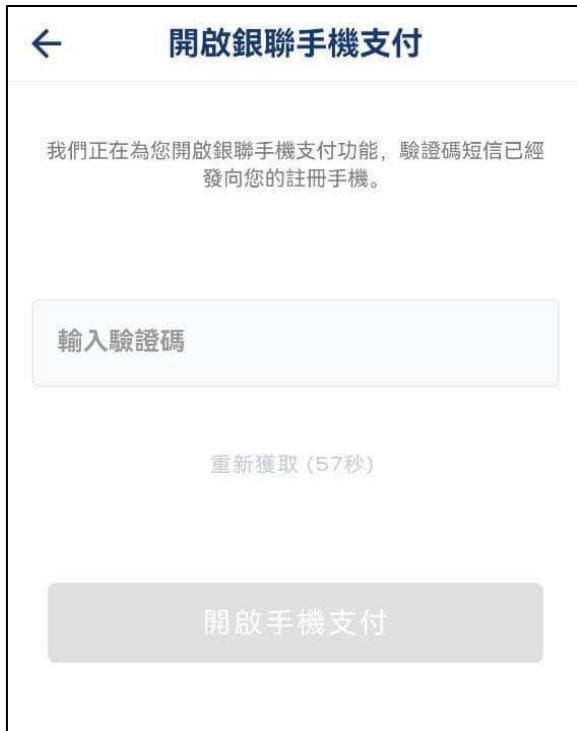 開啟銀聯手機支付
我們正在為您開啟銀聯手機支付功能，驗證碼短信已經
發向您的註冊手機。
輸入驗證碼
重新獲取 (57秒)
開啟手機支付